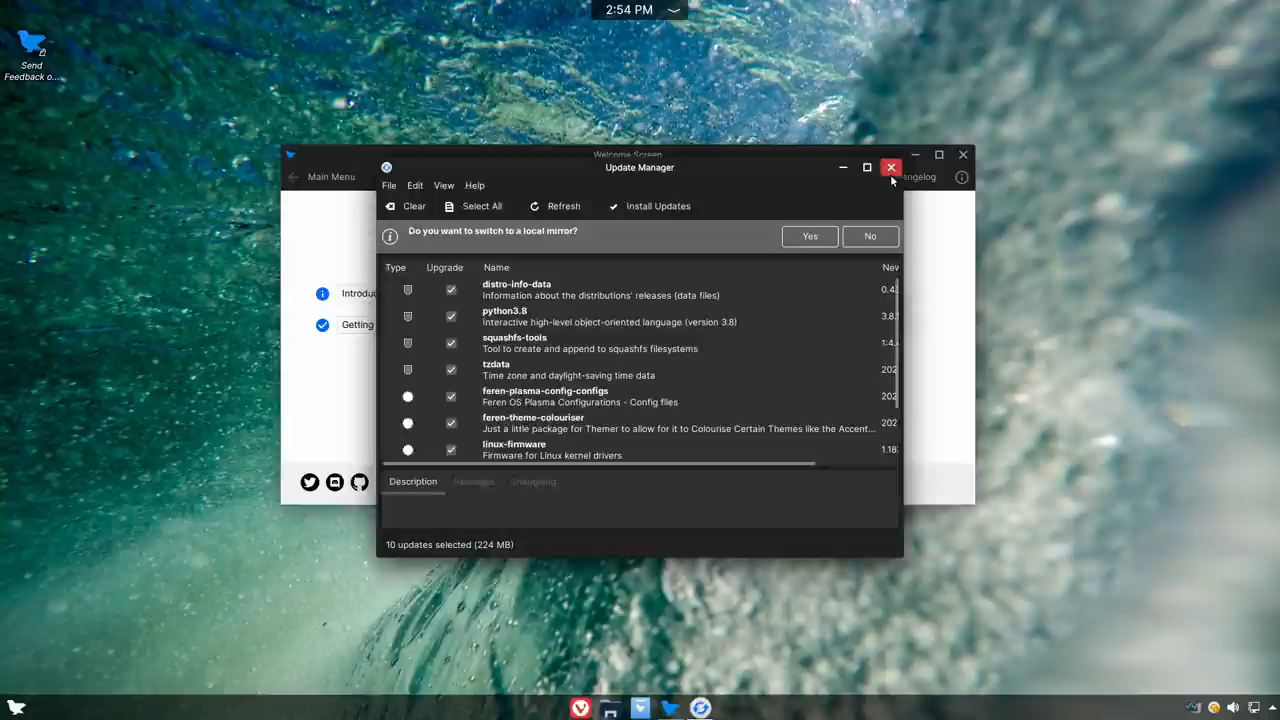 2:54 PM
Send
Feedback o...
Welcome Screen
Update Manager
Main Menu
File Edit View Help
Clear Select All Refresh Install Updates
Do you want to switch to a local mirror?
Yes No
Type Upgrade Name
distro-info-data
Information about the distributions' releases (data files)
python3.8
Interactive high-level object-oriented language (version 3.8)
squashfs-tools
Tool to create and append to squashfs filesystems
tzdata
Time zone and daylight-saving time data
feren-plasma-config-configs
Feren OS Plasma Configurations - Config files
feren-theme-colouriser
Just a little package for Themer to allow for it to Colourise Certain Themes like the Accent...
linux-firmware
Firmware for Linux kernel drivers
Getting
Description Packages Changelog
10 updates selected (224 MB)